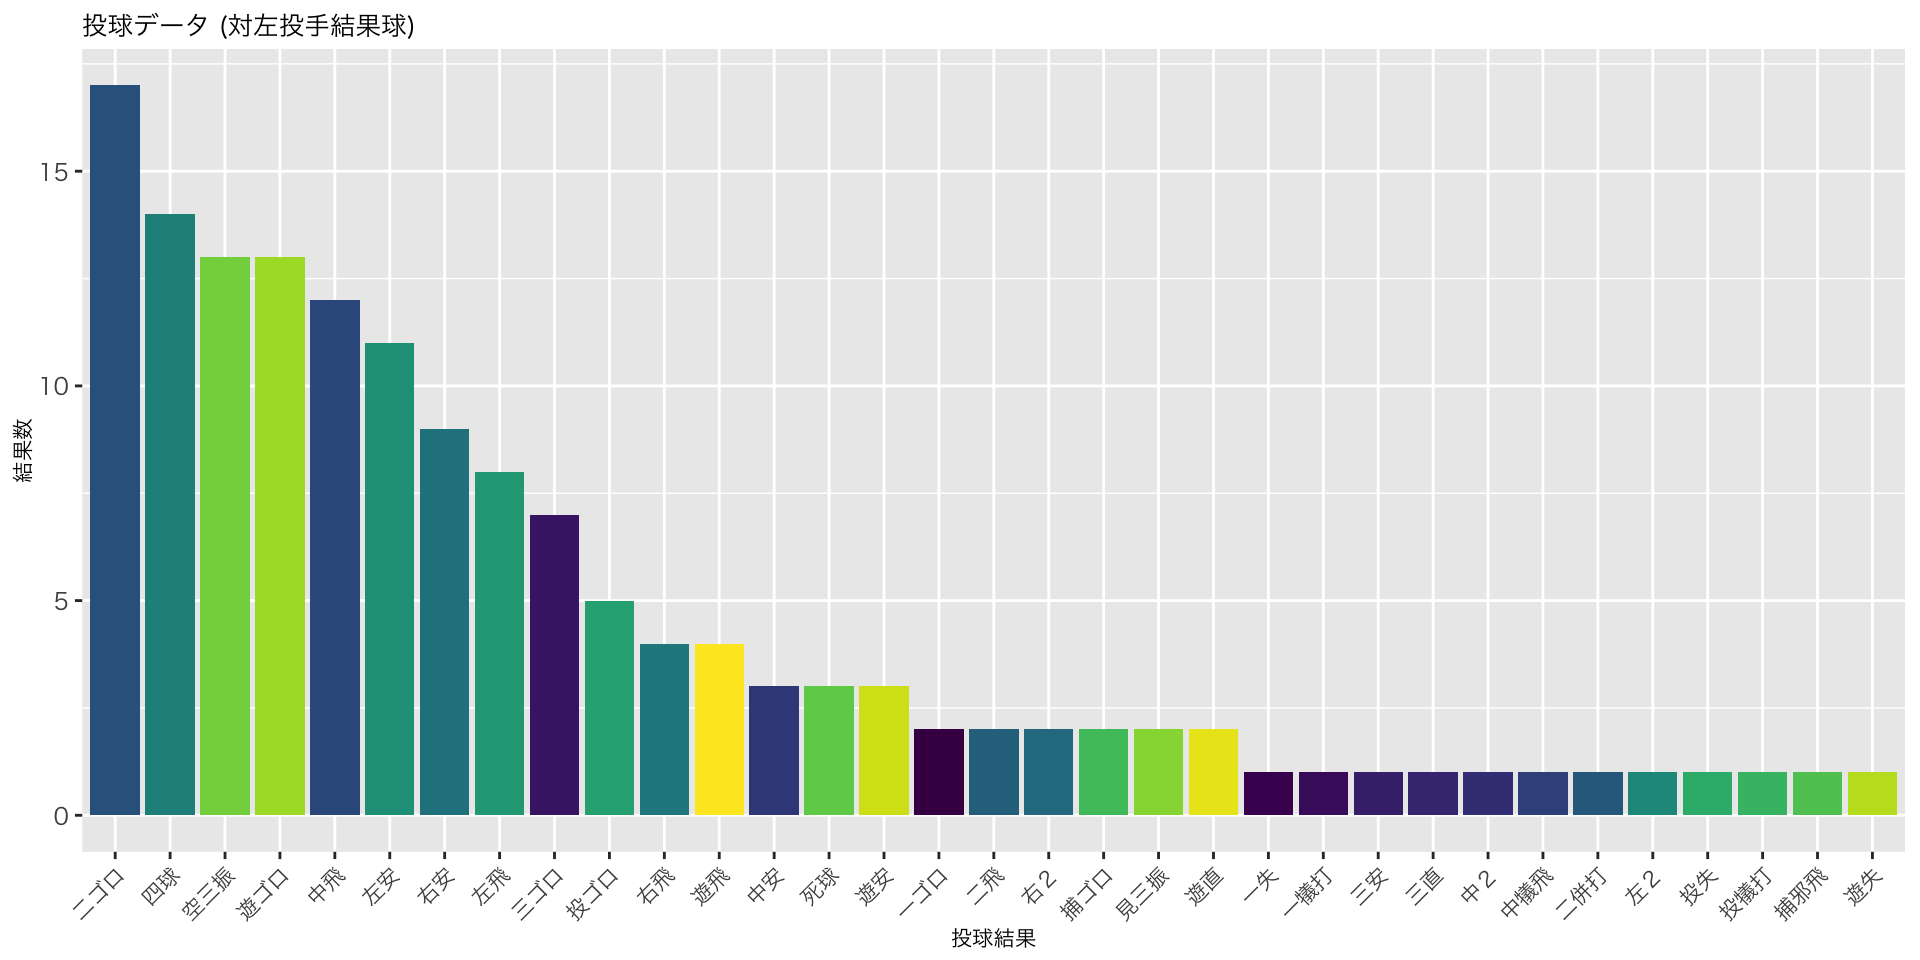 投球データ (対左投手結果球)
結果数
15
10
5
0
二ゴロ
四球
空三振
遊ゴロ
中飛
左安
右安
左飛
三ゴロ
投ゴロ
右飛
遊飛
中安
死球
遊安
一ゴロ
二飛
右２
捕ゴロ
見三振
遊直
一失
一犠打
三安
三直
中２
中犠飛
二併打
左２
投失
投犠打
捕邪飛
遊失
投球結果